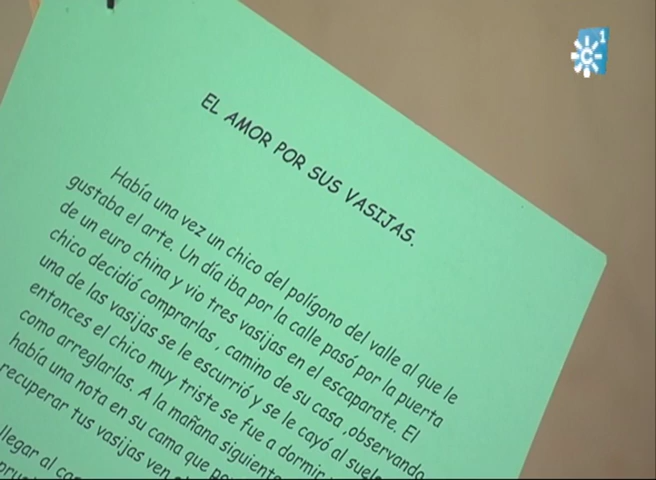 EL AMOR POR SUS VASIJAS.
Había una vez un chico del polígono del valle al que le
gustaba el arte. Un día iba por la calle pasó por la puerta
de un euro china y vio tres vasijas en el escaparate. El
chico decidió comprarlas , camino de su casa ,observando
una de las vasijas se le escurrió y se le cayó al suelo
entonces el chico muy triste se fue a dormir
como arreglarlas. A la mañana siguiente
había una nota en su cama que
recuperar tus vasijas ven
llegar al
1